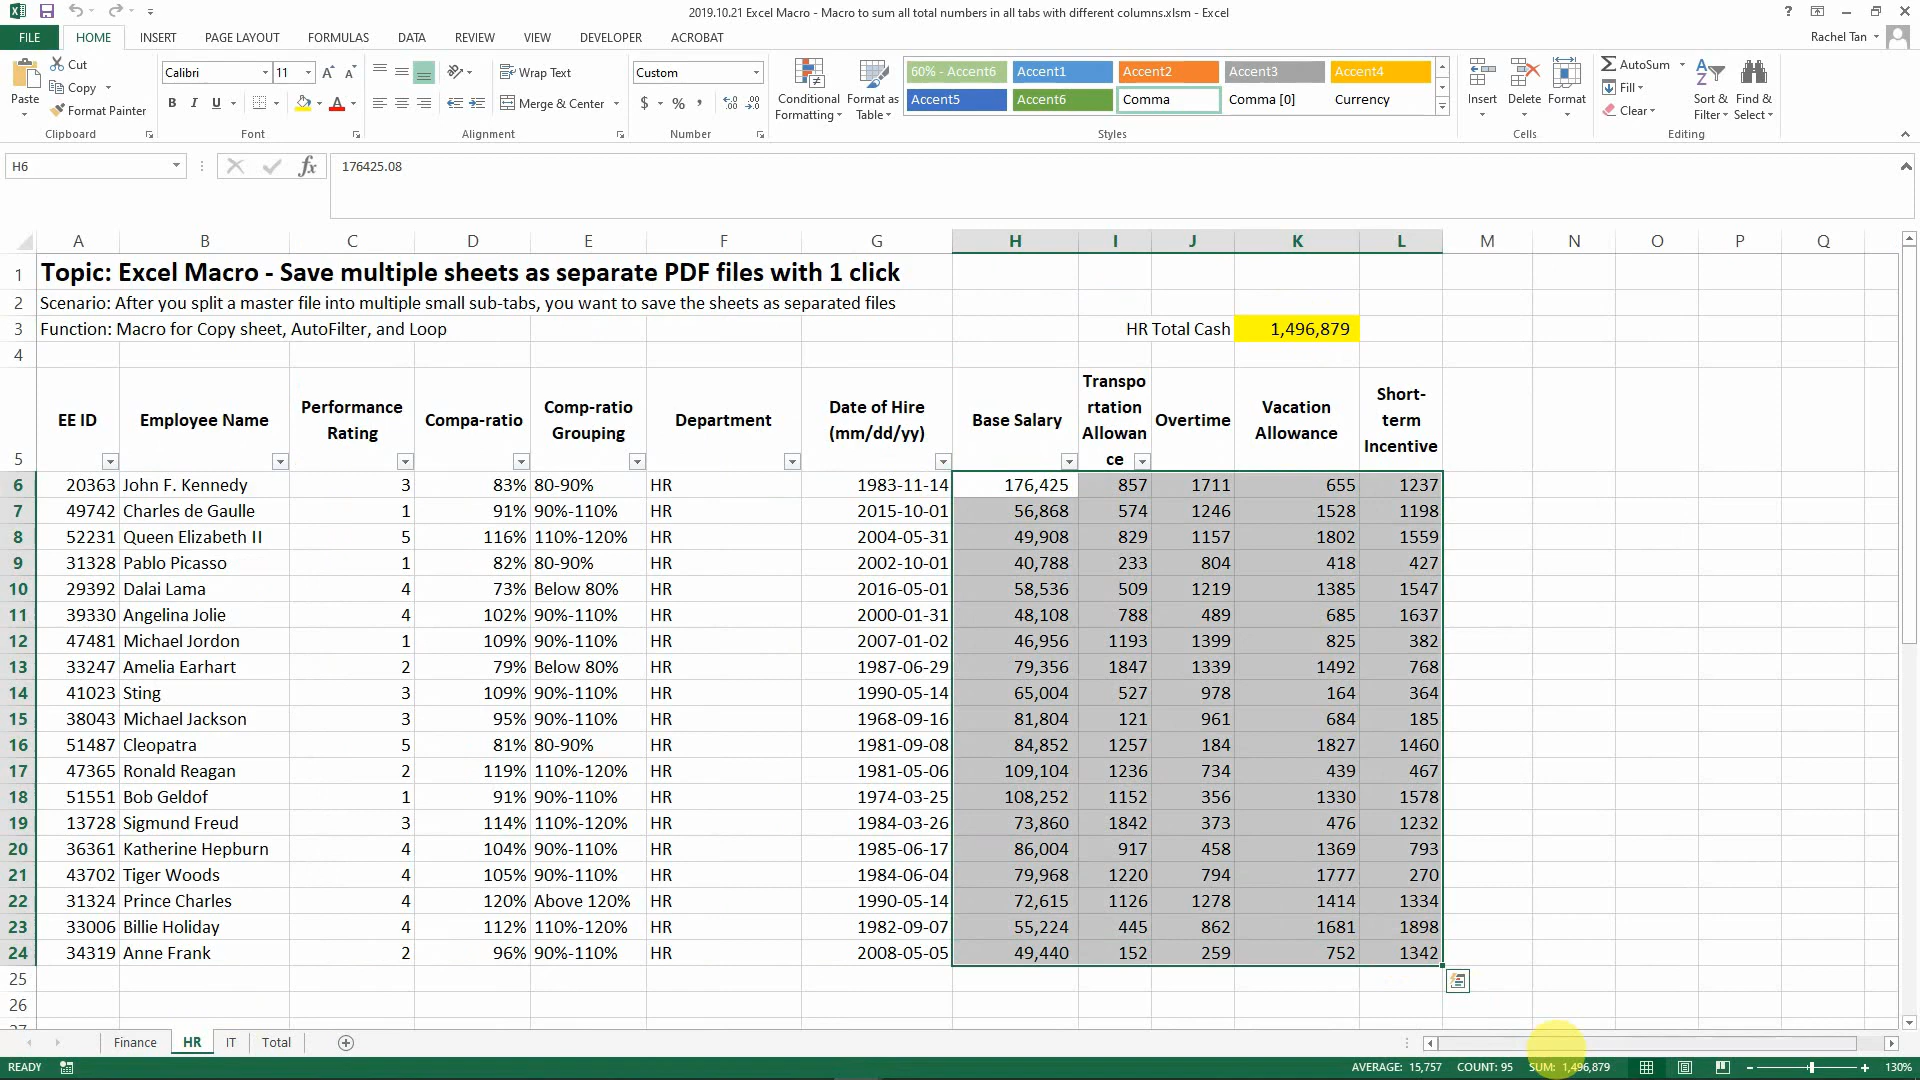 2019.10.21 Excel Macro - Macro to sum all total numbers in all tabs with different columns.xlsm - Excel
FILE HOME INSERT PAGE LAYOUT FORMULAS DATA REVIEW VIEW DEVELOPER ACROBAT Rachel Tan
Cut
Copy
Format Painter
Paste
Clipboard
Calibri 11
B I U
Font
Wrap Text
Merge & Center
Alignment
Custom
$ % ,
Number
Conditional Formatting
Format as Table
60% - Accent6 Accent1 Accent2 Accent3 Accent4
Accent5 Accent6 Comma Comma [0] Currency
Styles
Insert Delete Format
Cells
AutoSum
Fill
Clear
Sort & Filter
Find & Select
Editing
H6 fx 176425.08
A B C D E F G H I J K L M N O P Q
1 Topic: Excel Macro - Save multiple sheets as separate PDF files with 1 click
2 Scenario: After you split a master file into multiple small sub-tabs, you want to save the sheets as separated files
3 Function: Macro for Copy sheet, AutoFilter, and Loop HR Total Cash 1,496,879
4
5 EE ID Employee Name Performance Rating Compa-ratio Comp-ratio Grouping Department Date of Hire (mm/dd/yy) Base Salary Transpo rtation Allowan ce Overtime Vacation Allowance Short-term Incentive
6 20363 John F. Kennedy 3 83% 80-90% HR 1983-11-14 176,425 857 1711 655 1237
7 49742 Charles de Gaulle 1 91% 90%-110% HR 2015-10-01 56,868 574 1246 1528 1198
8 52231 Queen Elizabeth II 5 116% 110%-120% HR 2004-05-31 49,908 829 1157 1802 1559
9 31328 Pablo Picasso 1 82% 80-90% HR 2002-10-01 40,788 233 804 418 427
10 29392 Dalai Lama 4 73% Below 80% HR 2016-05-01 58,536 509 1219 1385 1547
11 39330 Angelina Jolie 4 102% 90%-110% HR 2000-01-31 48,108 788 489 685 1637
12 47481 Michael Jordon 1 109% 90%-110% HR 2007-01-02 46,956 1193 1399 825 382
13 33247 Amelia Earhart 2 79% Below 80% HR 1987-06-29 79,356 1847 1339 1492 768
14 41023 Sting 3 109% 90%-110% HR 1990-05-14 65,004 527 978 164 364
15 38043 Michael Jackson 3 95% 90%-110% HR 1968-09-16 81,804 121 961 684 185
16 51487 Cleopatra 5 81% 80-90% HR 1981-09-08 84,852 1257 184 1827 1460
17 47365 Ronald Reagan 2 119% 110%-120% HR 1981-05-06 109,104 1236 734 439 467
18 51551 Bob Geldof 1 91% 90%-110% HR 1974-03-25 108,252 1152 356 1330 1578
19 13728 Sigmund Freud 3 114% 110%-120% HR 1984-03-26 73,860 1842 373 476 1232
20 36361 Katherine Hepburn 4 104% 90%-110% HR 1985-06-17 86,004 917 458 1369 793
21 43702 Tiger Woods 4 105% 90%-110% HR 1984-06-04 79,968 1220 794 1777 270
22 31324 Prince Charles 4 120% Above 120% HR 1990-05-14 72,615 1126 1278 1414 1334
23 33006 Billie Holiday 4 112% 110%-120% HR 1982-09-07 55,224 445 862 1681 1898
24 34319 Anne Frank 2 96% 90%-110% HR 2008-05-05 49,440 152 259 752 1342
25
26
Finance HR IT Total
READY AVERAGE: 15,757 COUNT: 95 SUM: 1,496,879 130%